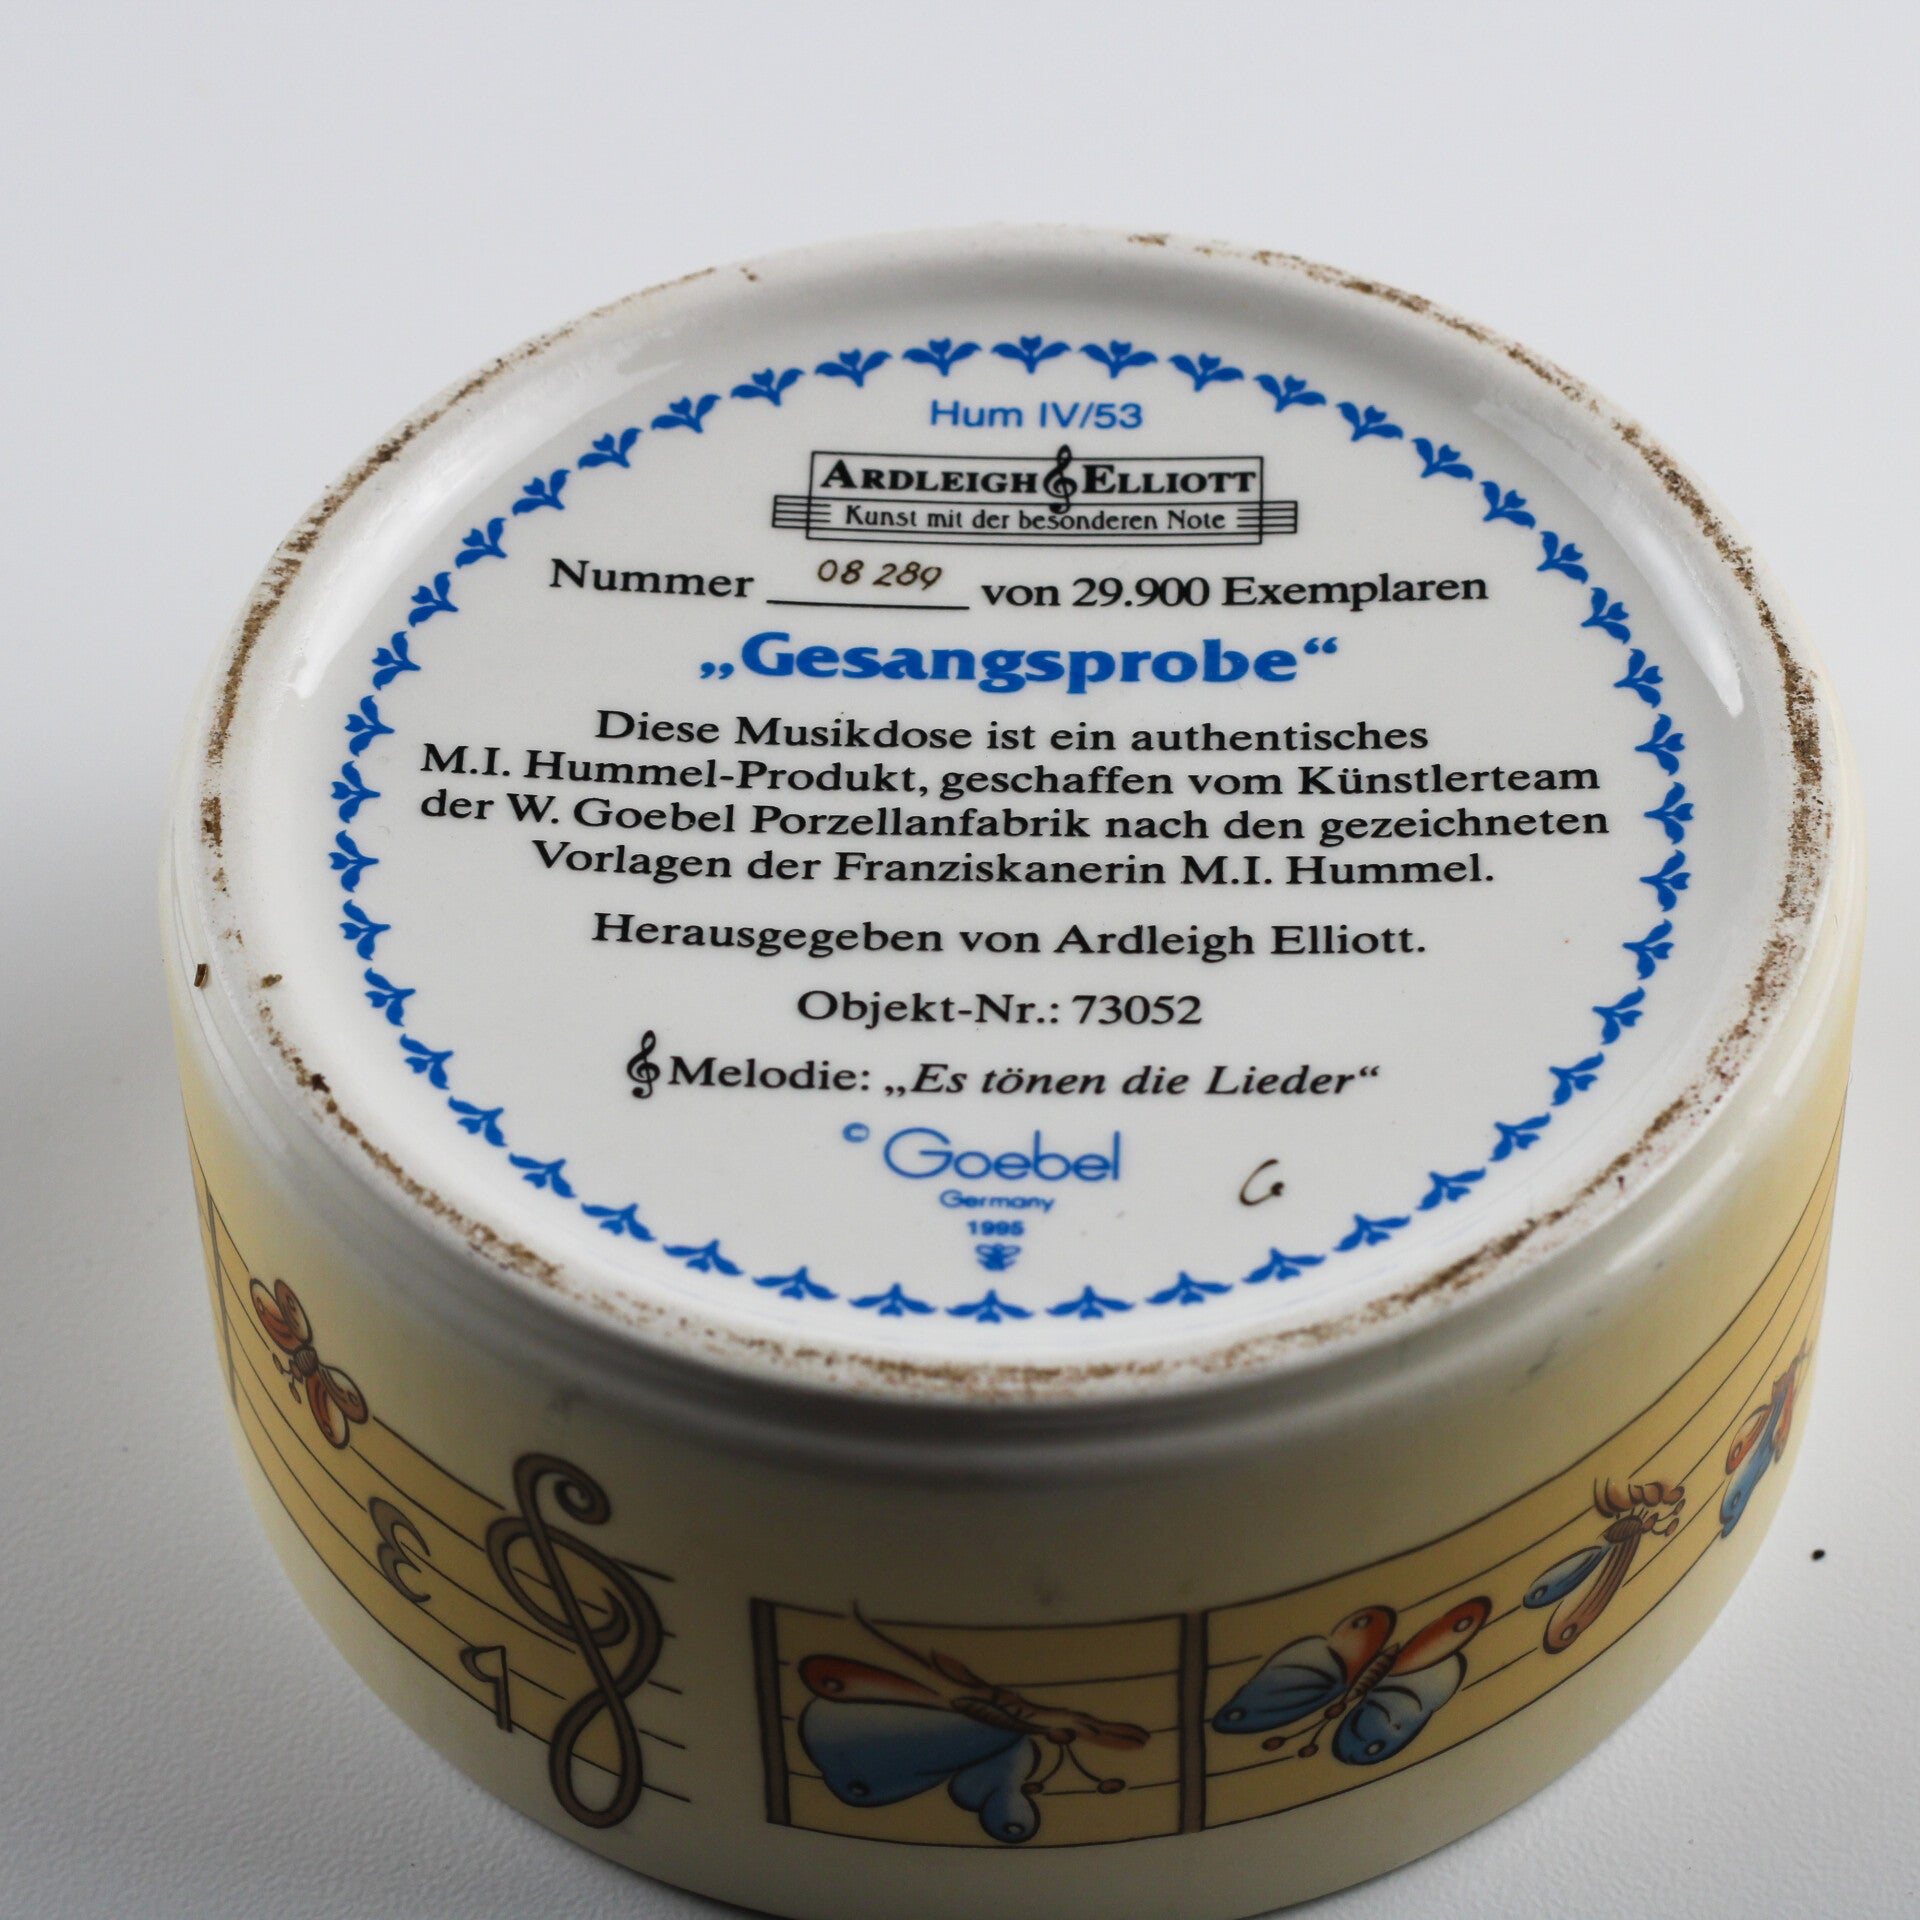 Hum IV/53
ARDLEIGH ELLIOTT
Kunst mit der besonderen Note
Nummer 08 289 von 29.900 Exemplaren
„Gesangsprobe“
Diese Musikdose ist ein authentisches
M.I. Hummel-Produkt, geschaffen vom Künstlerteam
der W. Goebel Porzellanfabrik nach den gezeichneten
Vorlagen der Franziskanerin M.I. Hummel.
Herausgegeben von Ardleigh Elliott.
Objekt-Nr.: 73052
Melodie: „Es tönen die Lieder“
© Goebel
Germany
1995